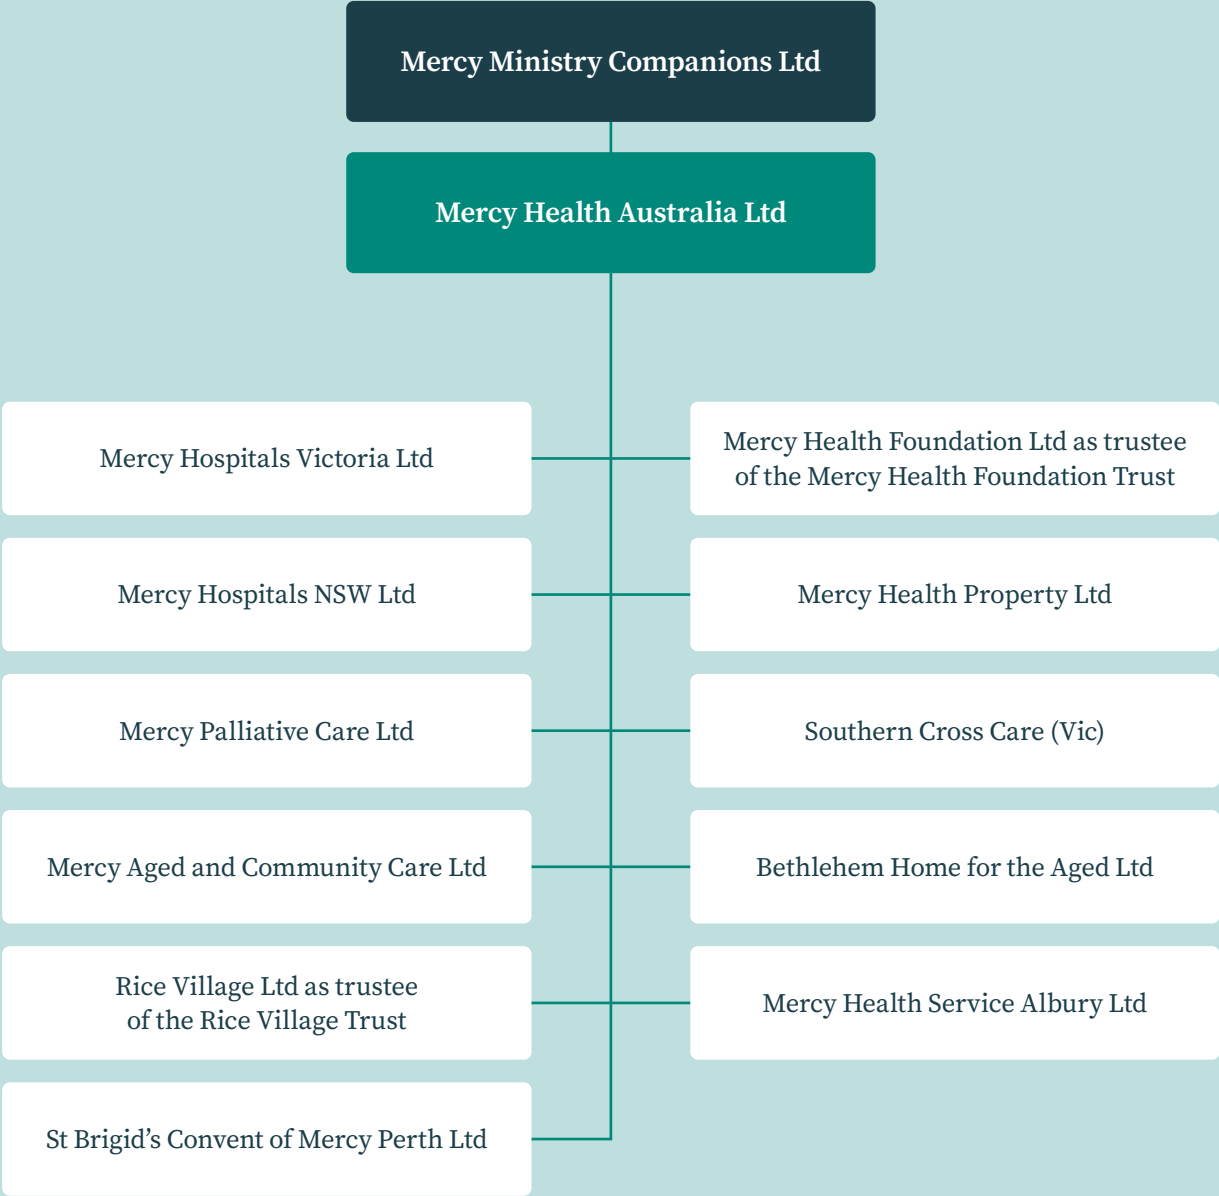 Mercy Ministry Companions Ltd
Mercy Health Australia Ltd
Mercy Hospitals Victoria Ltd
Mercy Health Foundation Ltd as trustee
of the Mercy Health Foundation Trust
Mercy Hospitals NSW Ltd
Mercy Health Property Ltd
Mercy Palliative Care Ltd
Southern Cross Care (Vic)
Mercy Aged and Community Care Ltd
Bethlehem Home for the Aged Ltd
Rice Village Ltd as trustee
of the Rice Village Trust
Mercy Health Service Albury Ltd
St Brigid’s Convent of Mercy Perth Ltd